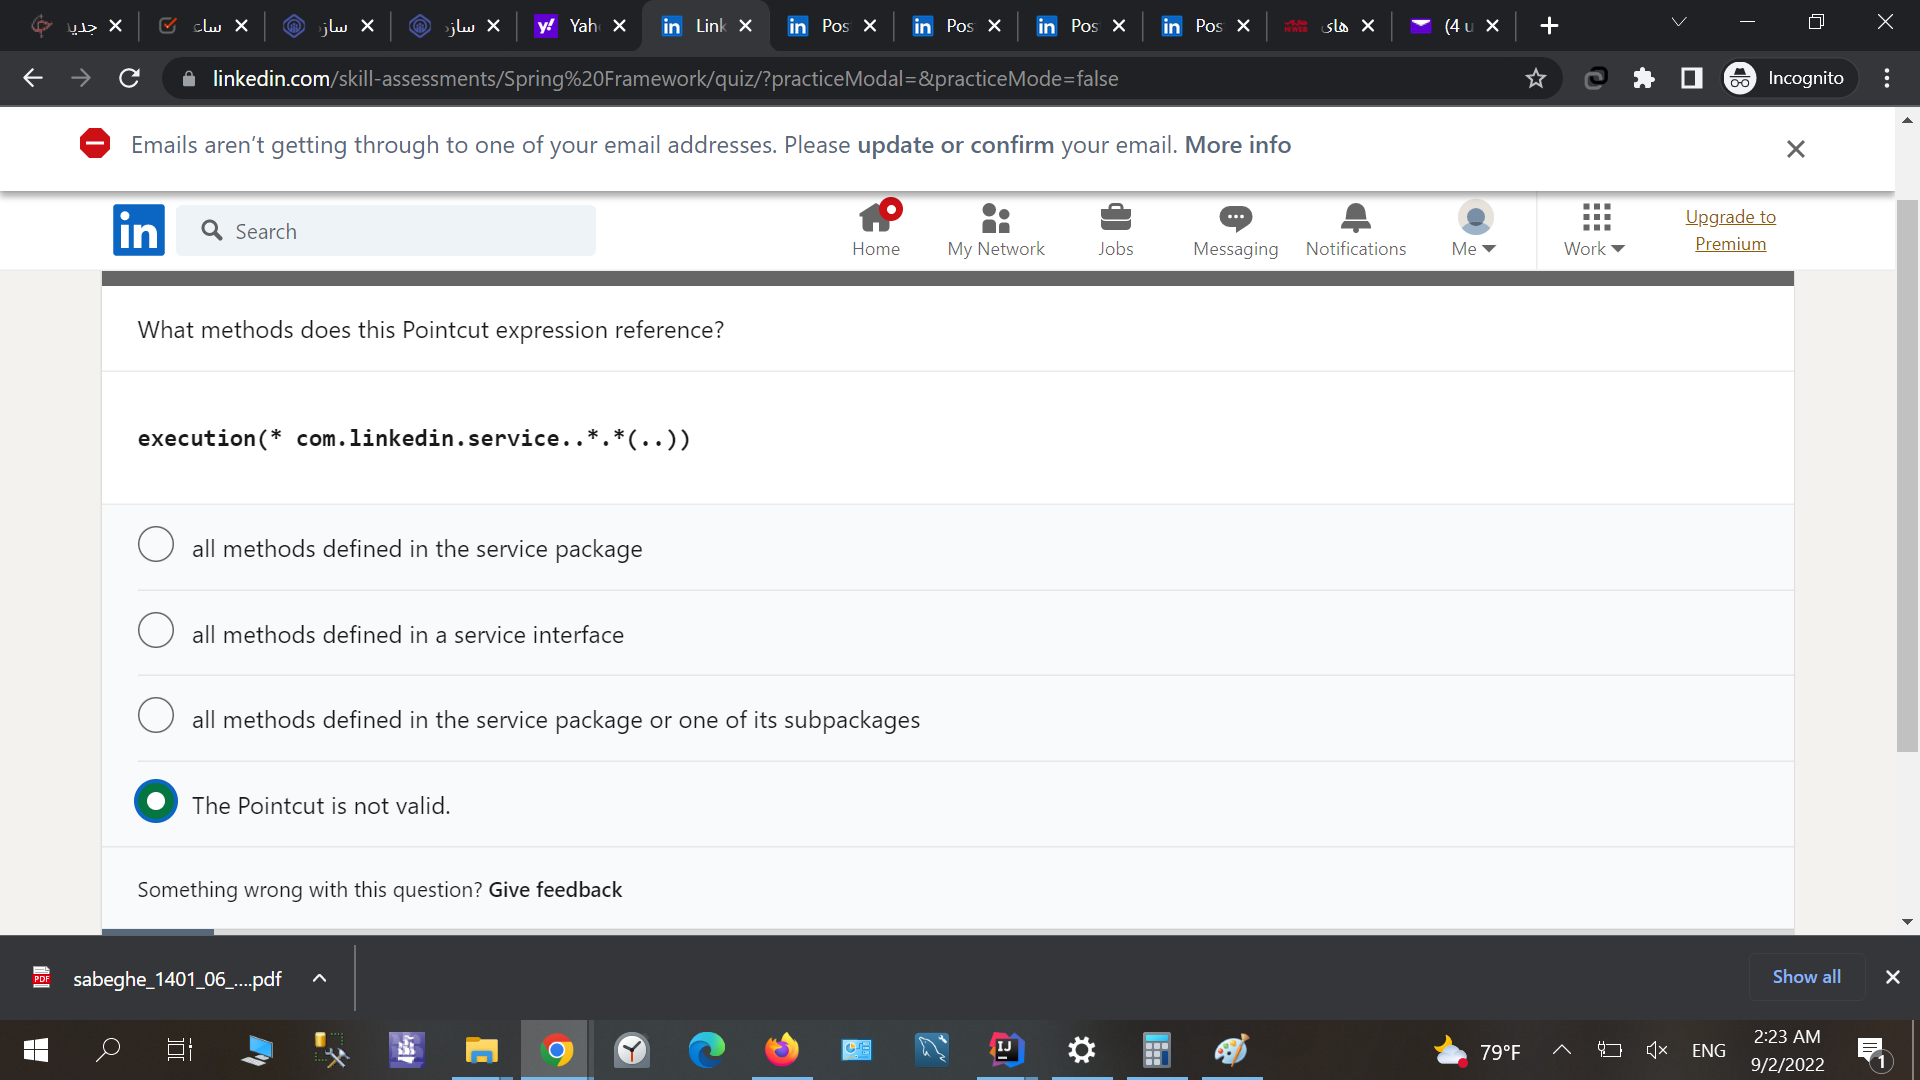 جدید
ساء
ساز
ساز
Yah
Link
Pos
Pos
Pos
Pos
های
(4 u
linkedin.com/skill-assessments/Spring%20Framework/quiz/?practiceModal=&practiceMode=false
Incognito
Emails aren’t getting through to one of your email addresses. Please update or confirm your email. More info
in
Search
Home
My Network
Jobs
Messaging
Notifications
Me
Work
Upgrade to
Premium
What methods does this Pointcut expression reference?
execution(* com.linkedin.service..*.*(..))
all methods defined in the service package
all methods defined in a service interface
all methods defined in the service package or one of its subpackages
The Pointcut is not valid.
Something wrong with this question? Give feedback
sabeghe_1401_06_....pdf
Show all
79°F
ENG
2:23 AM
9/2/2022
1